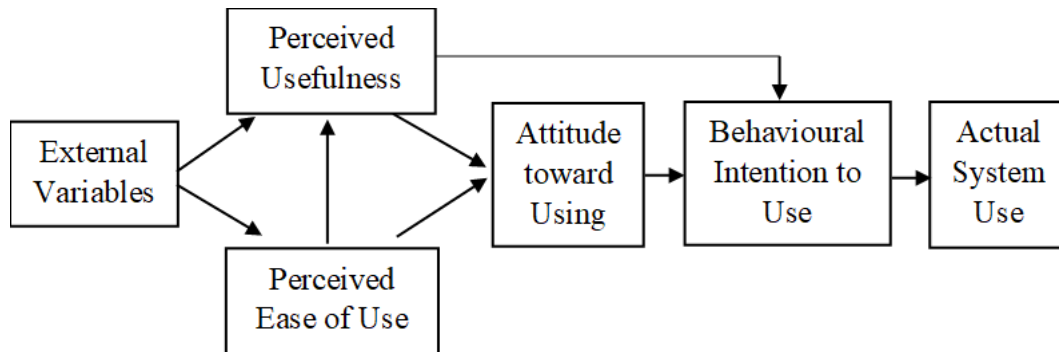 External
Variables
Perceived
Usefulness
Perceived
Ease of Use
Attitude
toward
Using
Behavioural
Intention to
Use
Actual
System
Use